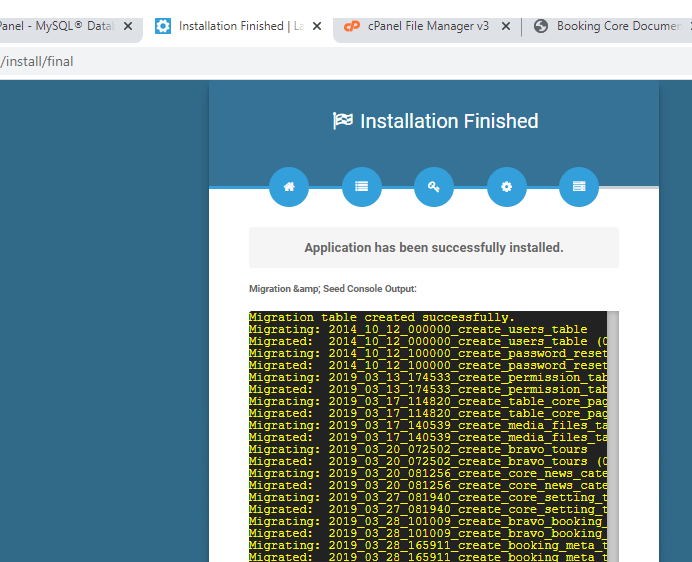 Panel - MySQL® Datal
Installation Finished | La
cPanel File Manager v3
Booking Core Documen
/install/final
Installation Finished
Application has been successfully installed.
Migration &amp; Seed Console Output:
Migration table created successfully.
Migrating: 2014_10_12_000000_create_users_table
Migrated:  2014_10_12_000000_create_users_table (0
Migrating: 2014_10_12_100000_create_password_reset
Migrated:  2014_10_12_100000_create_password_reset
Migrating: 2019_03_13_174533_create_permission_tab
Migrated:  2019_03_13_174533_create_permission_tab
Migrating: 2019_03_17_114820_create_table_core_pag
Migrated:  2019_03_17_114820_create_table_core_pag
Migrating: 2019_03_17_140539_create_media_files_ta
Migrated:  2019_03_17_140539_create_media_files_ta
Migrating: 2019_03_20_072502_create_bravo_tours
Migrated:  2019_03_20_072502_create_bravo_tours (0
Migrating: 2019_03_20_081256_create_core_news_cate
Migrated:  2019_03_20_081256_create_core_news_cate
Migrating: 2019_03_27_081940_create_core_setting_t
Migrated:  2019_03_27_081940_create_core_setting_t
Migrating: 2019_03_28_101009_create_bravo_booking_
Migrated:  2019_03_28_101009_create_bravo_booking_
Migrating: 2019_03_28_165911_create_booking_meta_t
Migrated:  2019_03_28_165911_create_booking_meta_t